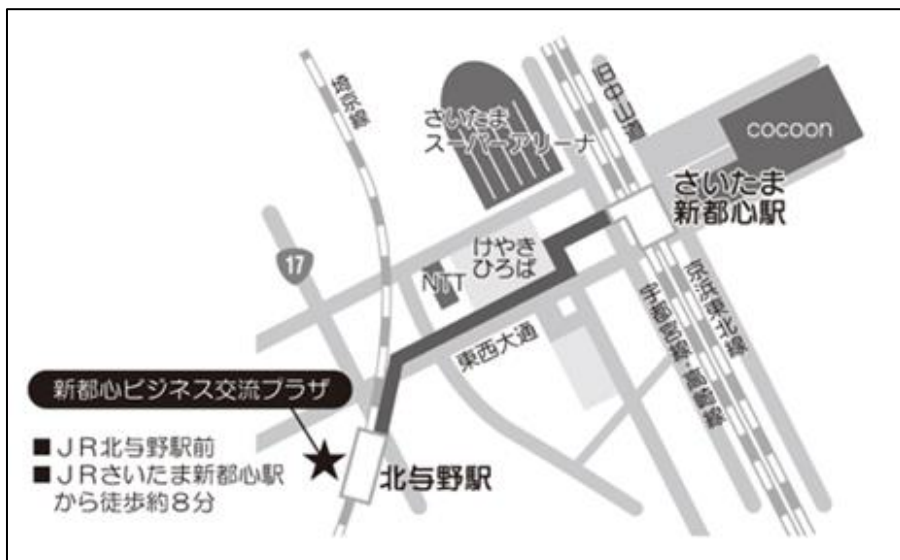 埼京線
さいたま
スーパーアリーナ
旧中山道
cocoon
さいたま
新都心駅
けやき
ひろば
NTT
17
東西大通
宇都宮線・高崎線
京浜東北線
新都心ビジネス交流プラザ
■JR北与野駅前
■JRさいたま新都心駅
から徒歩約8分
北与野駅